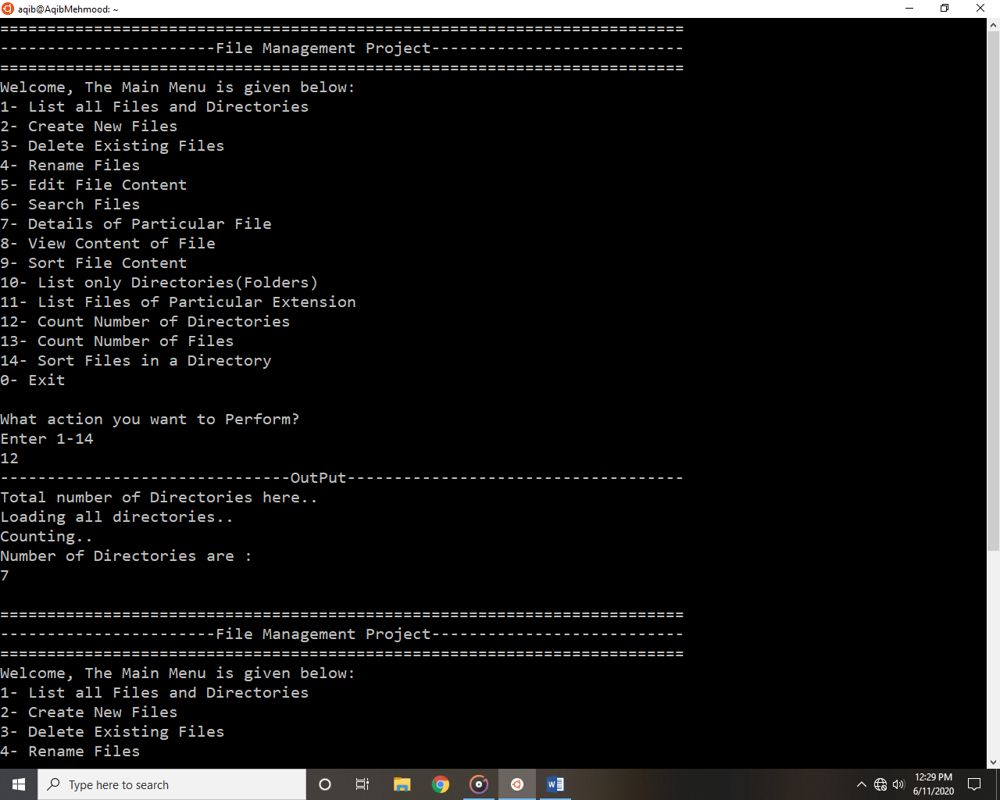 aqib@AqibMehmood: ~
=========================================================================
-----------------------File Management Project---------------------------
=========================================================================
Welcome, The Main Menu is given below:
1- List all Files and Directories
2- Create New Files
3- Delete Existing Files
4- Rename Files
5- Edit File Content
6- Search Files
7- Details of Particular File
8- View Content of File
9- Sort File Content
10- List only Directories(Folders)
11- List Files of Particular Extension
12- Count Number of Directories
13- Count Number of Files
14- Sort Files in a Directory
0- Exit
What action you want to Perform?
Enter 1-14
12
-------------------------------OutPut------------------------------------
Total number of Directories here..
Loading all directories..
Counting..
Number of Directories are :
7
=========================================================================
-----------------------File Management Project---------------------------
=========================================================================
Welcome, The Main Menu is given below:
1- List all Files and Directories
2- Create New Files
3- Delete Existing Files
4- Rename Files
Type here to search
12:29 PM
6/11/2020